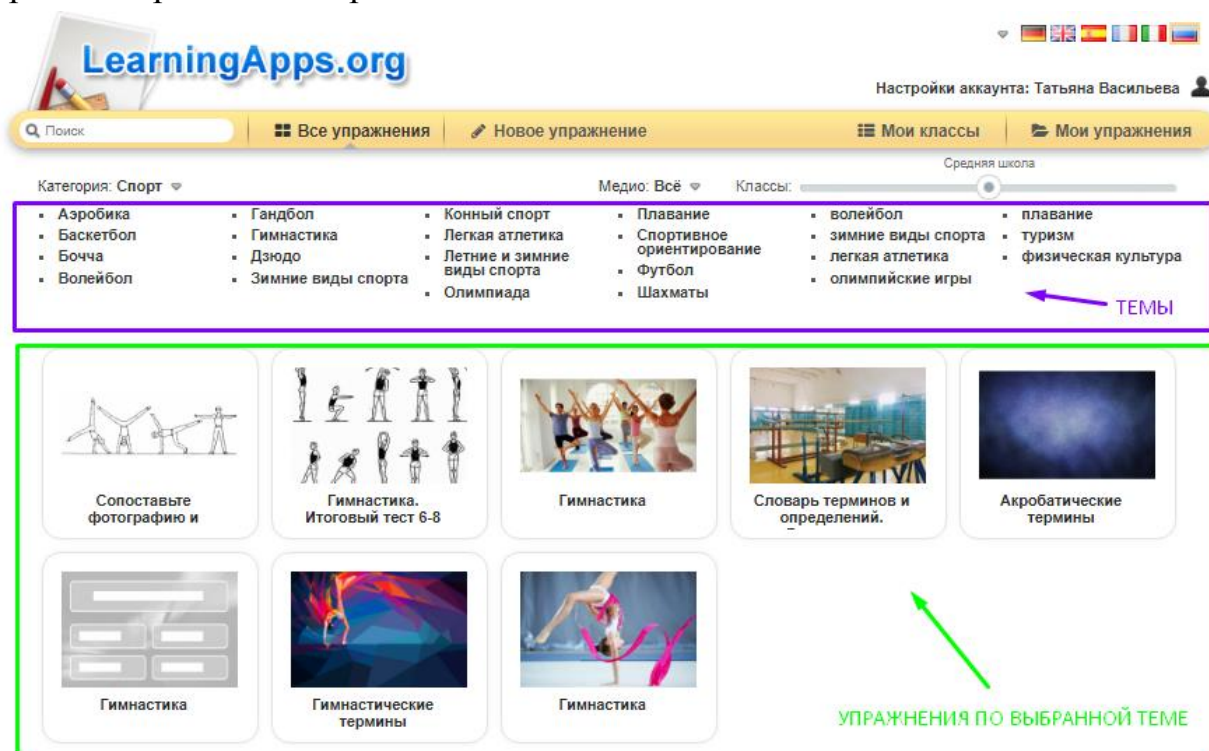 LearningApps.org
Настройки аккаунта: Татьяна Васильева
Поиск
Все упражнения
Новое упражнение
Мои классы
Мои упражнения
Категория: Спорт
Медио: Всё
Классы:
Средняя школа
Аэробика
Баскетбол
Бочча
Волейбол
Гандбол
Гимнастика
Дзюдо
Зимние виды спорта
Конный спорт
Легкая атлетика
Летние и зимние
виды спорта
Олимпиада
Плавание
Спортивное
ориентирование
Футбол
Шахматы
волейбол
зимние виды спорта
легкая атлетика
олимпийские игры
плавание
туризм
физическая культура
ТЕМЫ
Сопоставьте
фотографию и
Гимнастика.
Итоговый тест 6-8
Гимнастика
Словарь терминов и
определений.
Акробатические
термины
Гимнастика
Гимнастические
термины
Гимнастика
УПРАЖНЕНИЯ ПО ВЫБРАННОЙ ТЕМЕ